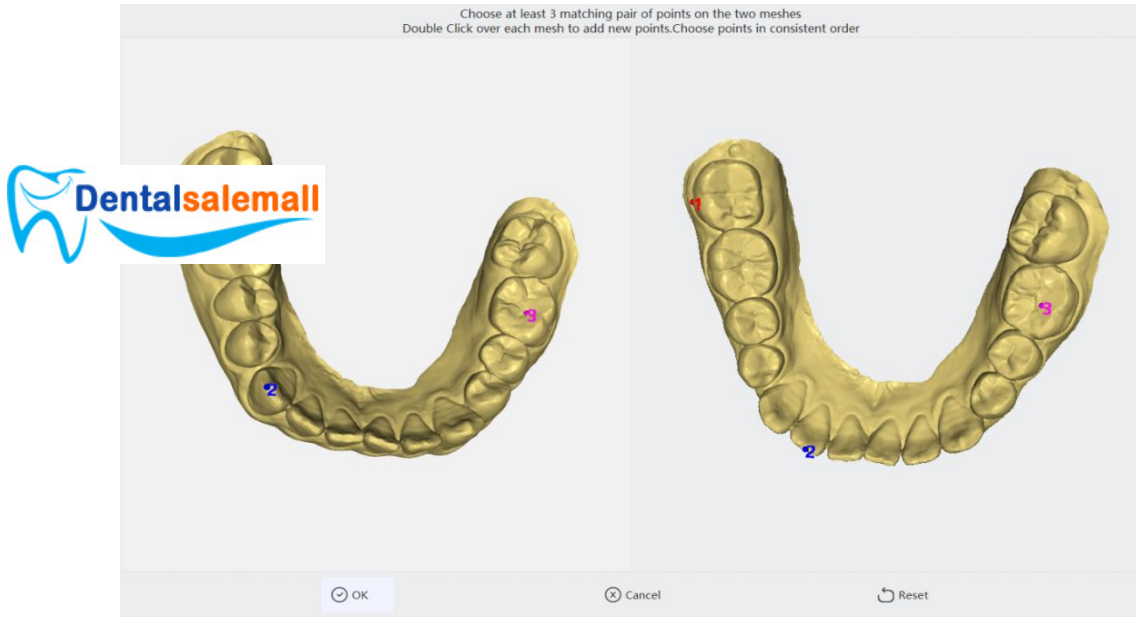 Choose at least 3 matching pair of points on the two meshes
Double Click over each mesh to add new points.Choose points in consistent order
Dentalsalemall
1
3
3
2
2
OK
Cancel
Reset